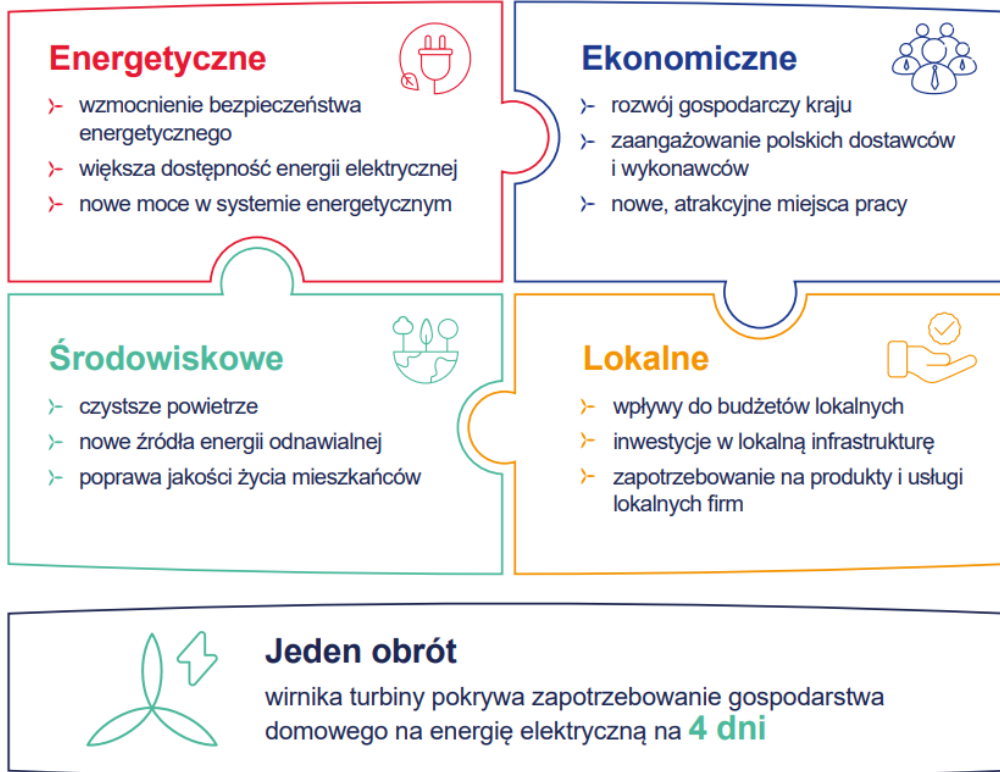 Energetyczne
wzmocnienie bezpieczeństwa
energetycznego
większa dostępność energii elektrycznej
nowe moce w systemie energetycznym
Ekonomiczne
rozwój gospodarczy kraju
zaangażowanie polskich dostawców
i wykonawców
nowe, atrakcyjne miejsca pracy
Środowiskowe
czystsze powietrze
nowe źródła energii odnawialnej
poprawa jakości życia mieszkańców
Lokalne
wpływy do budżetów lokalnych
inwestycje w lokalną infrastrukturę
zapotrzebowanie na produkty i usługi
lokalnych firm
Jeden obrót
wirnika turbiny pokrywa zapotrzebowanie gospodarstwa
domowego na energię elektryczną na 4 dni